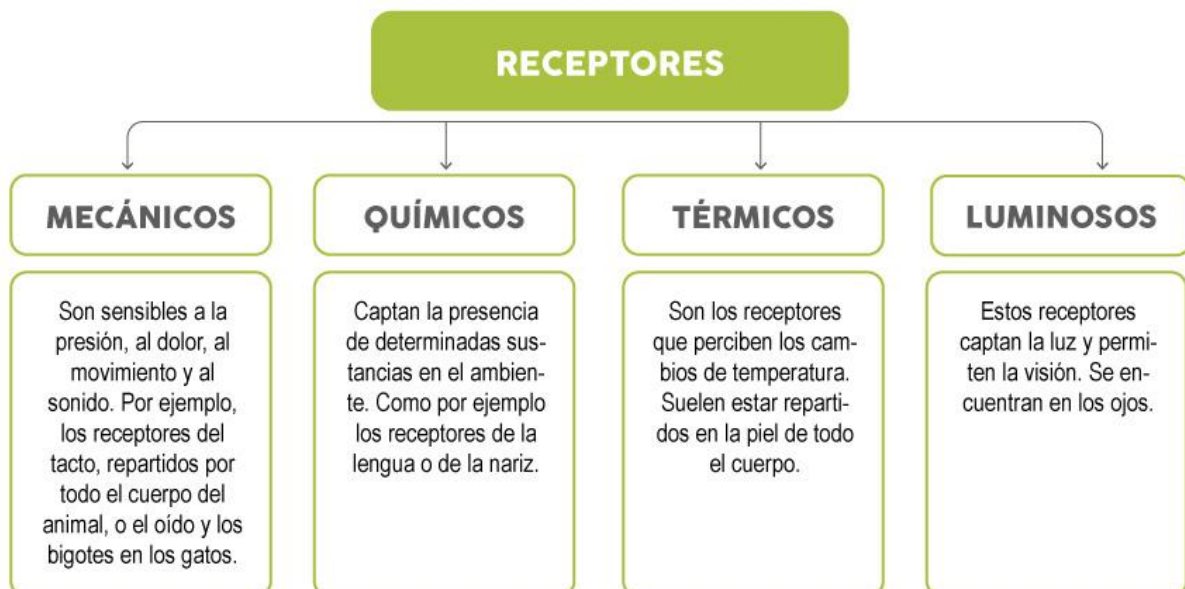 RECEPTORES
MECÁNICOS
Son sensibles a la
presión, al dolor, al
movimiento y al
sonido. Por ejemplo,
los receptores del
tacto, repartidos por
todo el cuerpo del
animal, o el oído y los
bigotes en los gatos.
QUÍMICOS
Captan la presencia
de determinadas sus-
tancias en el ambien-
te. Como por ejemplo
los receptores de la
lengua o de la nariz.
TÉRMICOS
Son los receptores
que perciben los cam-
bios de temperatura.
Suelen estar reparti-
dos en la piel de todo
el cuerpo.
LUMINOSOS
Estos receptores
captan la luz y permi-
ten la visión. Se en-
cuentran en los ojos.